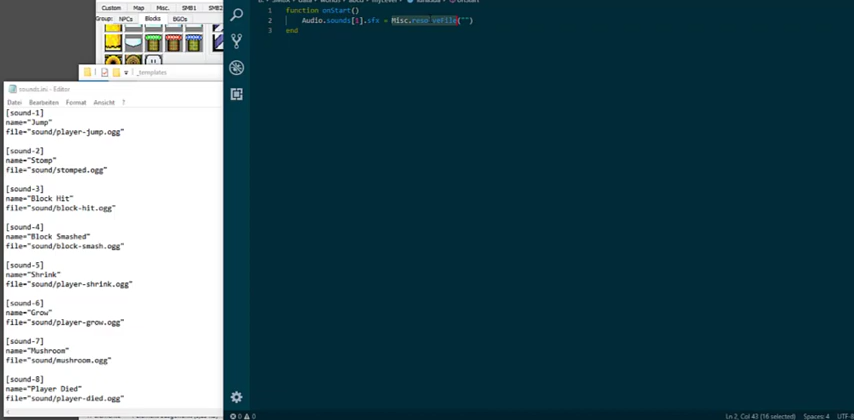 Custom Map Misc. SMB1 SMB2
Group: NPCs Blocks BGOs
_templates
sounds.ini - Editor
Datei Bearbeiten Format Ansicht ?
[sound-1]
name="Jump"
file="sound/player-jump.ogg"
[sound-2]
name="Stomp"
file="sound/stomped.ogg"
[sound-3]
name="Block Hit"
file="sound/block-hit.ogg"
[sound-4]
name="Block Smashed"
file="sound/block-smash.ogg"
[sound-5]
name="Shrink"
file="sound/player-shrink.ogg"
[sound-6]
name="Grow"
file="sound/player-grow.ogg"
[sound-7]
name="Mushroom"
file="sound/mushroom.ogg"
[sound-8]
name="Player Died"
file="sound/player-died.ogg"
1 function onStart()
2 Audio.sounds[1].sfx = Misc.resolveFile("")
3 end
0 0
Ln 2, Col 43 (16 selected) Spaces: 4 UTF-8